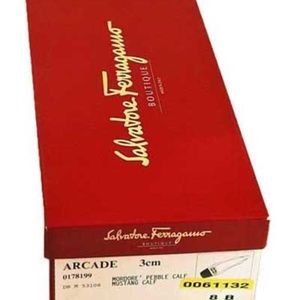 Salvatore Ferragamo
BOUTIQUE
Salvatore Ferragamo
BOUTIQUE
ARCADE 3cm
0178199
MORDORE' PEBBLE CALF
MUSTANG CALF
0061132
8 B